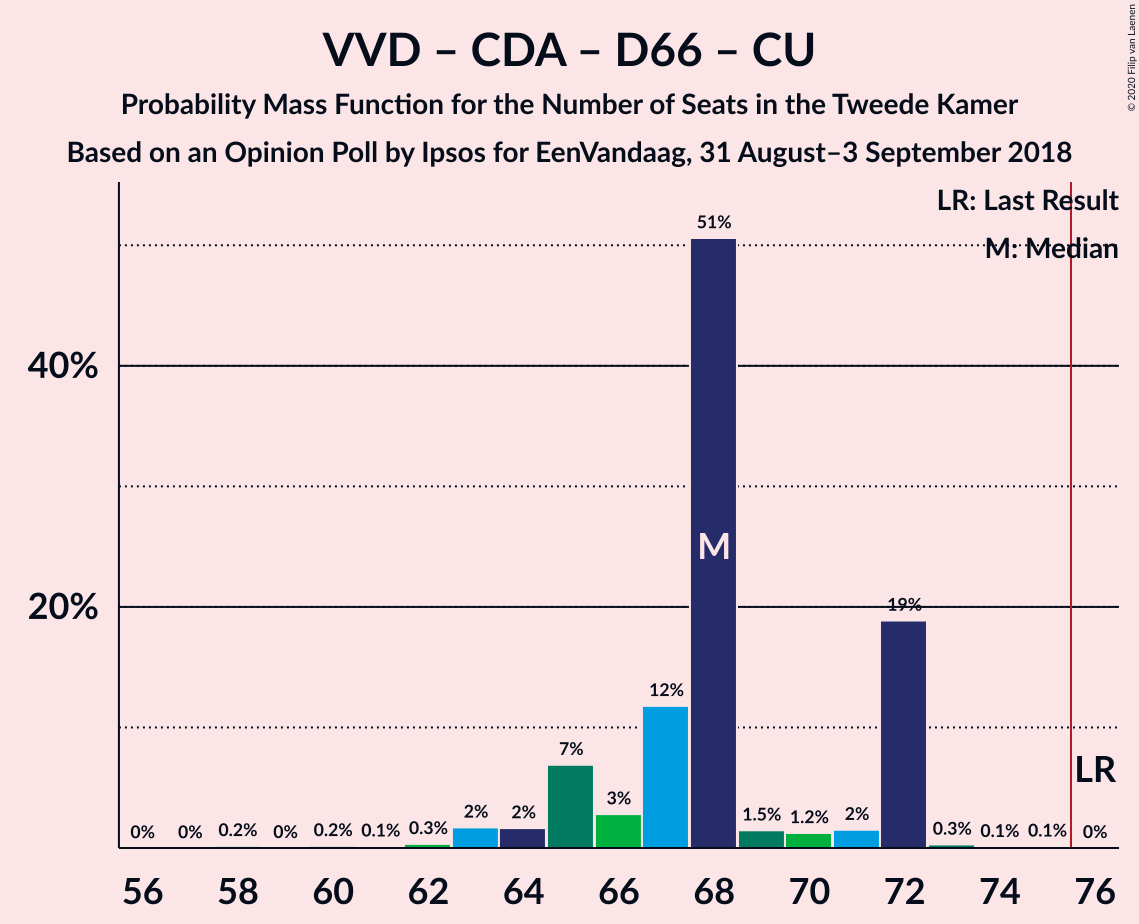 VVD – CDA – D66 – CU
Probability Mass Function for the Number of Seats in the Tweede Kamer
Based on an Opinion Poll by Ipsos for EenVandaag, 31 August–3 September 2018
© 2020 Filip van Laenen
LR: Last Result
M: Median
40%
20%
0%
0%
0.2%
0%
0.2%
0.1%
0.3%
2%
2%
7%
3%
12%
51%
M
1.5%
1.2%
2%
19%
0.3%
0.1%
0.1%
0%
LR
56 58 60 62 64 66 68 70 72 74 76